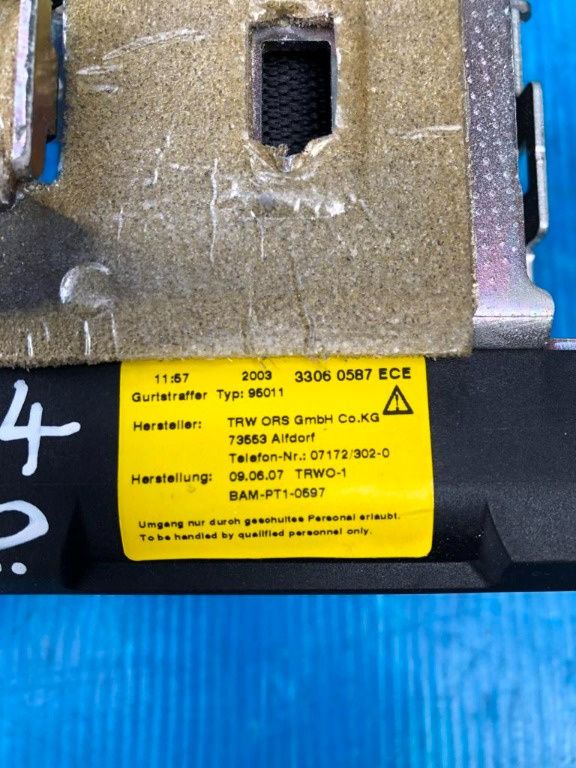 11:57 2003 3306 0587 ECE
Gurtstraffer Typ: 95011
Hersteller: TRW ORS GmbH Co.KG
73553 Alfdorf
Telefon-Nr.: 07172/302-0
Herstellung: 09.06.07 TRWO-1
BAM-PT1-0597
Umgang nur durch geschultes Personal erlaubt.
To be handled by qualified personnel only.
4